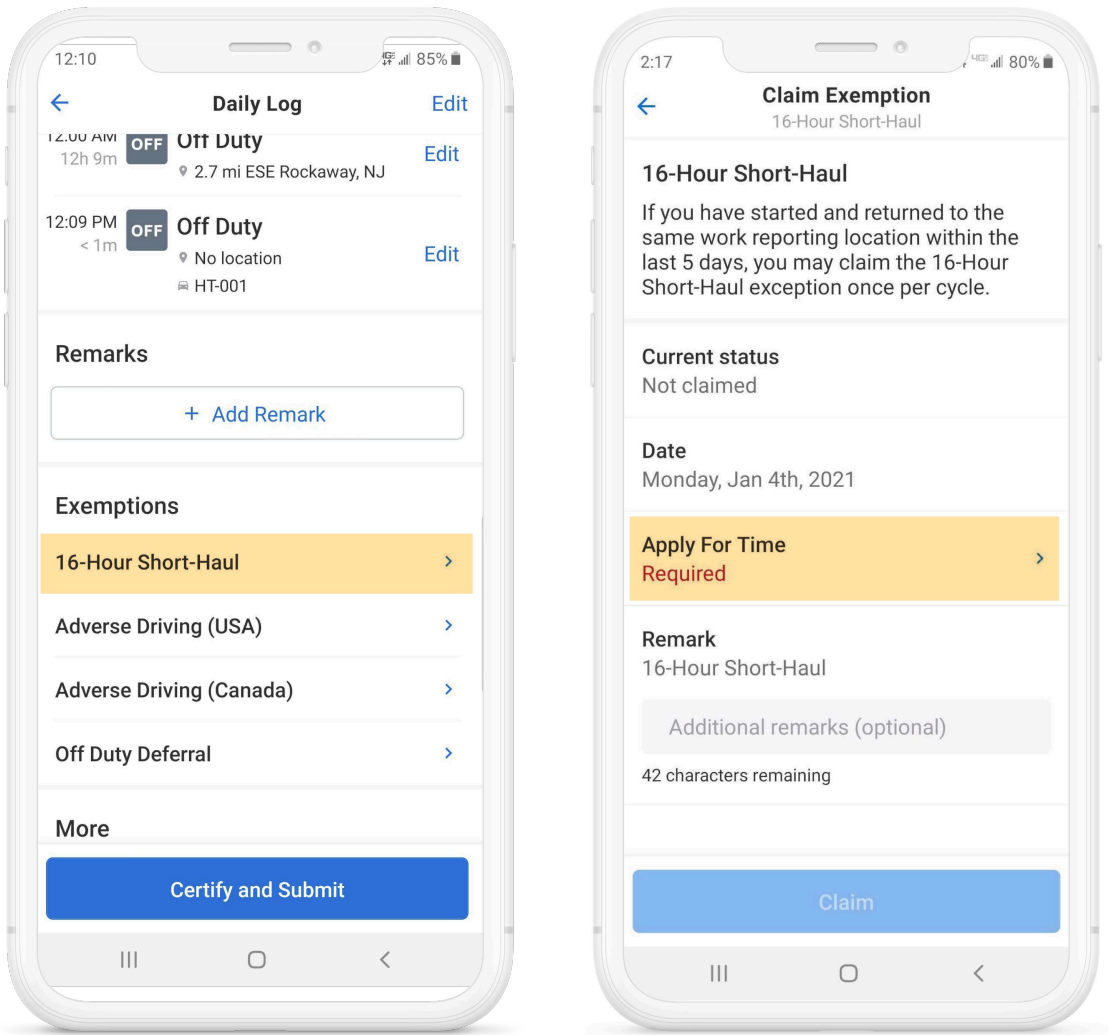 12:10
85%
Daily Log
Edit
12:00 AM
OFF
Off Duty
12h 9m
2.7 mi ESE Rockaway, NJ
Edit
12:09 PM
OFF
Off Duty
< 1m
No location
Edit
HT-001
Remarks
+ Add Remark
Exemptions
16-Hour Short-Haul
Adverse Driving (USA)
Adverse Driving (Canada)
Off Duty Deferral
More
Certify and Submit
2:17
4GE 80%
Claim Exemption
16-Hour Short-Haul
16-Hour Short-Haul
If you have started and returned to the
same work reporting location within the
last 5 days, you may claim the 16-Hour
Short-Haul exception once per cycle.
Current status
Not claimed
Date
Monday, Jan 4th, 2021
Apply For Time
Required
Remark
16-Hour Short-Haul
Additional remarks (optional)
42 characters remaining
Claim